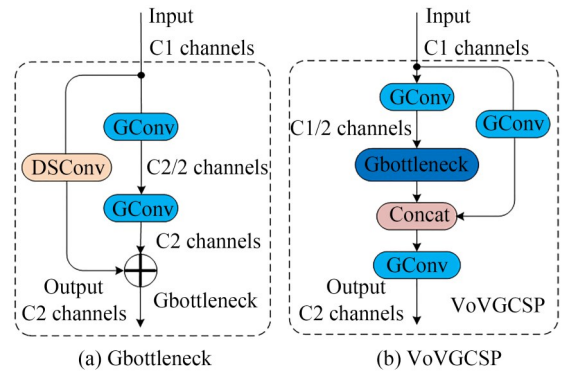 Input
C1 channels
GConv
DSConv
C2/2 channels
GConv
C2 channels
Output
C2 channels
Gbottleneck
(a) Gbottleneck
Input
C1 channels
GConv
GConv
C1/2 channels
Gbottleneck
Concat
GConv
Output
C2 channels
VoVGCSP
(b) VoVGCSP